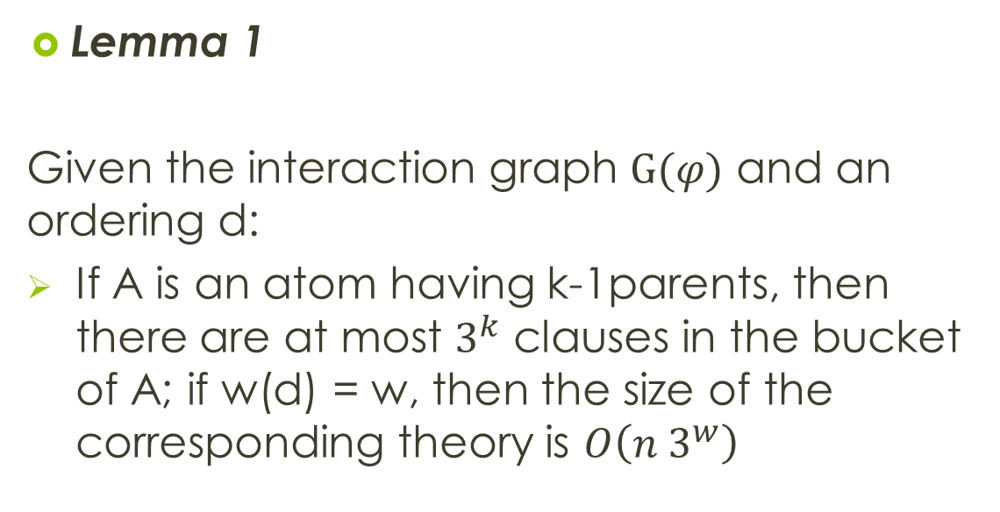 Lemma 1
Given the interaction graph G(φ) and an
ordering d:
If A is an atom having k-1parents, then
there are at most 3^k clauses in the bucket
of A; if w(d) = w, then the size of the
corresponding theory is O(n 3^w)